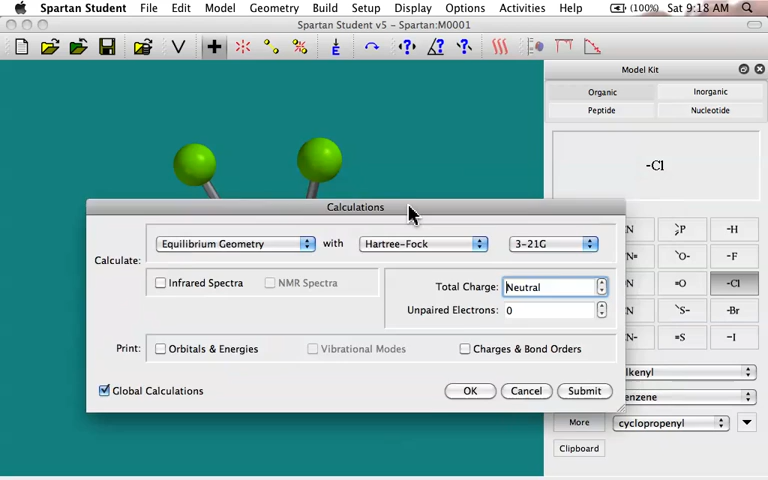 Spartan Student File Edit Model Geometry Build Setup Display Options Activities (100%) Sat 9:18 AM
Spartan Student v5 - Spartan:M0001
Model Kit
Organic Inorganic
Peptide Nucleotide
-Cl
Calculations
Calculate: Equilibrium Geometry with Hartree-Fock 3-21G
Infrared Spectra NMR Spectra
Total Charge: Neutral
Unpaired Electrons: 0
Print: Orbitals & Energies Vibrational Modes Charges & Bond Orders
Global Calculations
OK Cancel Submit
N P -H
N= O- -F
N =O -Cl
N S- -Br
N- =S -I
lkenyl
enzene
More cyclopropenyl
Clipboard